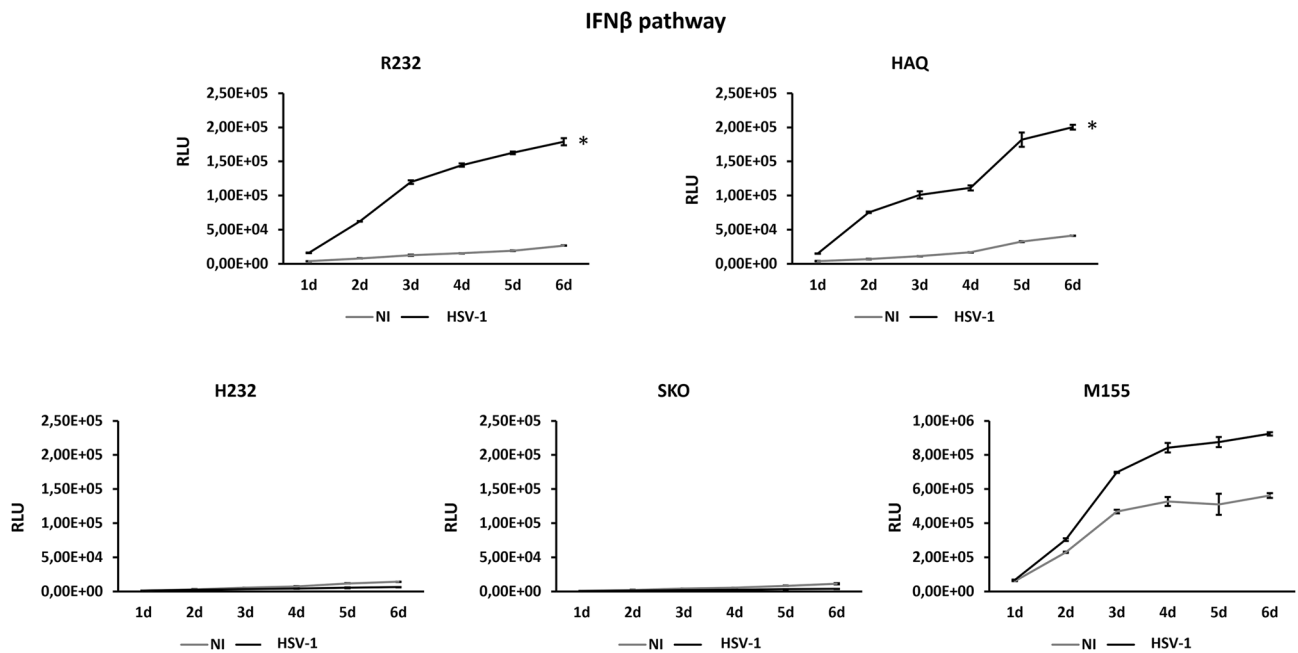 IFNβ pathway
R232
2,50E+05
2,00E+05
1,50E+05
1,00E+05
5,00E+04
0,00E+00
RLU
*
1d 2d 3d 4d 5d 6d
NI HSV-1
HAQ
2,50E+05
2,00E+05
1,50E+05
1,00E+05
5,00E+04
0,00E+00
RLU
*
1d 2d 3d 4d 5d 6d
NI HSV-1
H232
2,50E+05
2,00E+05
1,50E+05
1,00E+05
5,00E+04
0,00E+00
RLU
1d 2d 3d 4d 5d 6d
NI HSV-1
SKO
2,50E+05
2,00E+05
1,50E+05
1,00E+05
5,00E+04
0,00E+00
RLU
1d 2d 3d 4d 5d 6d
NI HSV-1
M155
1,00E+06
8,00E+05
6,00E+05
4,00E+05
2,00E+05
0,00E+00
RLU
1d 2d 3d 4d 5d 6d
NI HSV-1